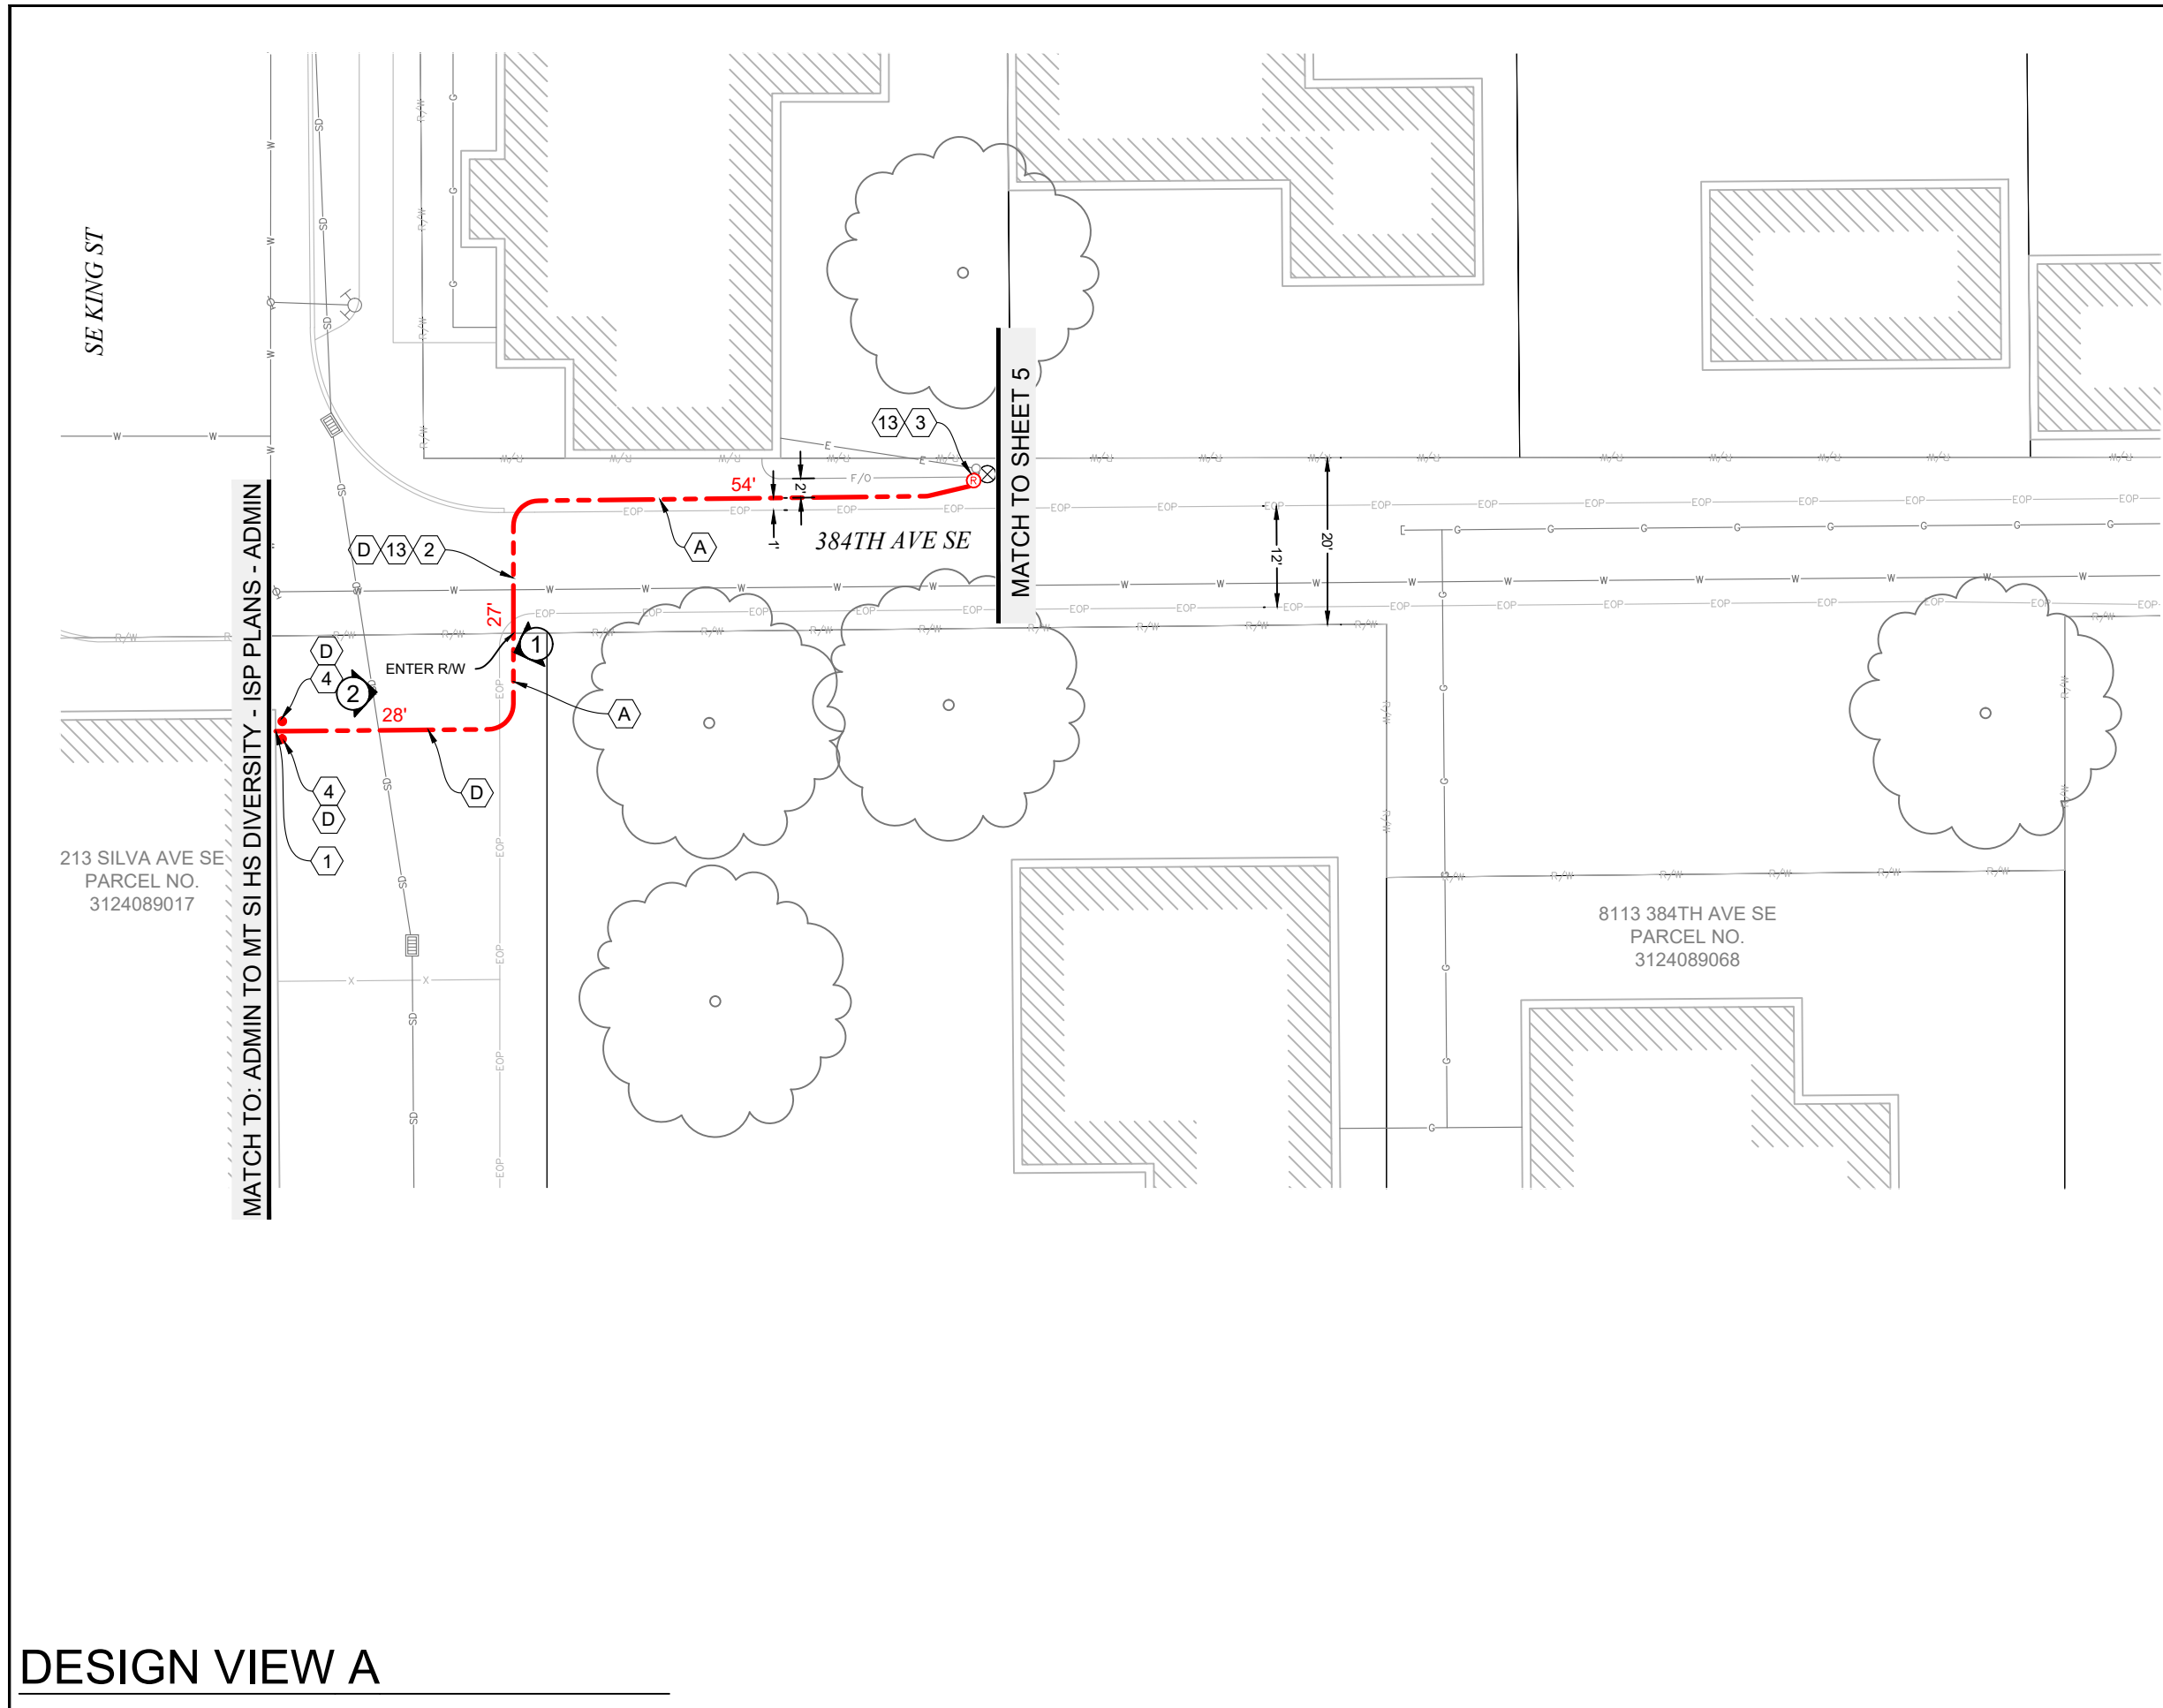 SE KING ST
MATCH TO SHEET 5
13 3
54'
2'
1'
A
384TH AVE SE
12'
20'
D 13 2
27'
1
ENTER R/W
D
4
2
28'
A
D
4
D
1
MATCH TO: ADMIN TO MT SI HS DIVERSITY - ISP PLANS - ADMIN
213 SILVA AVE SE
PARCEL NO.
3124089017
8113 384TH AVE SE
PARCEL NO.
3124089068
R
W
SD
G
R/W
E
F/O
EOP
X
DESIGN VIEW A